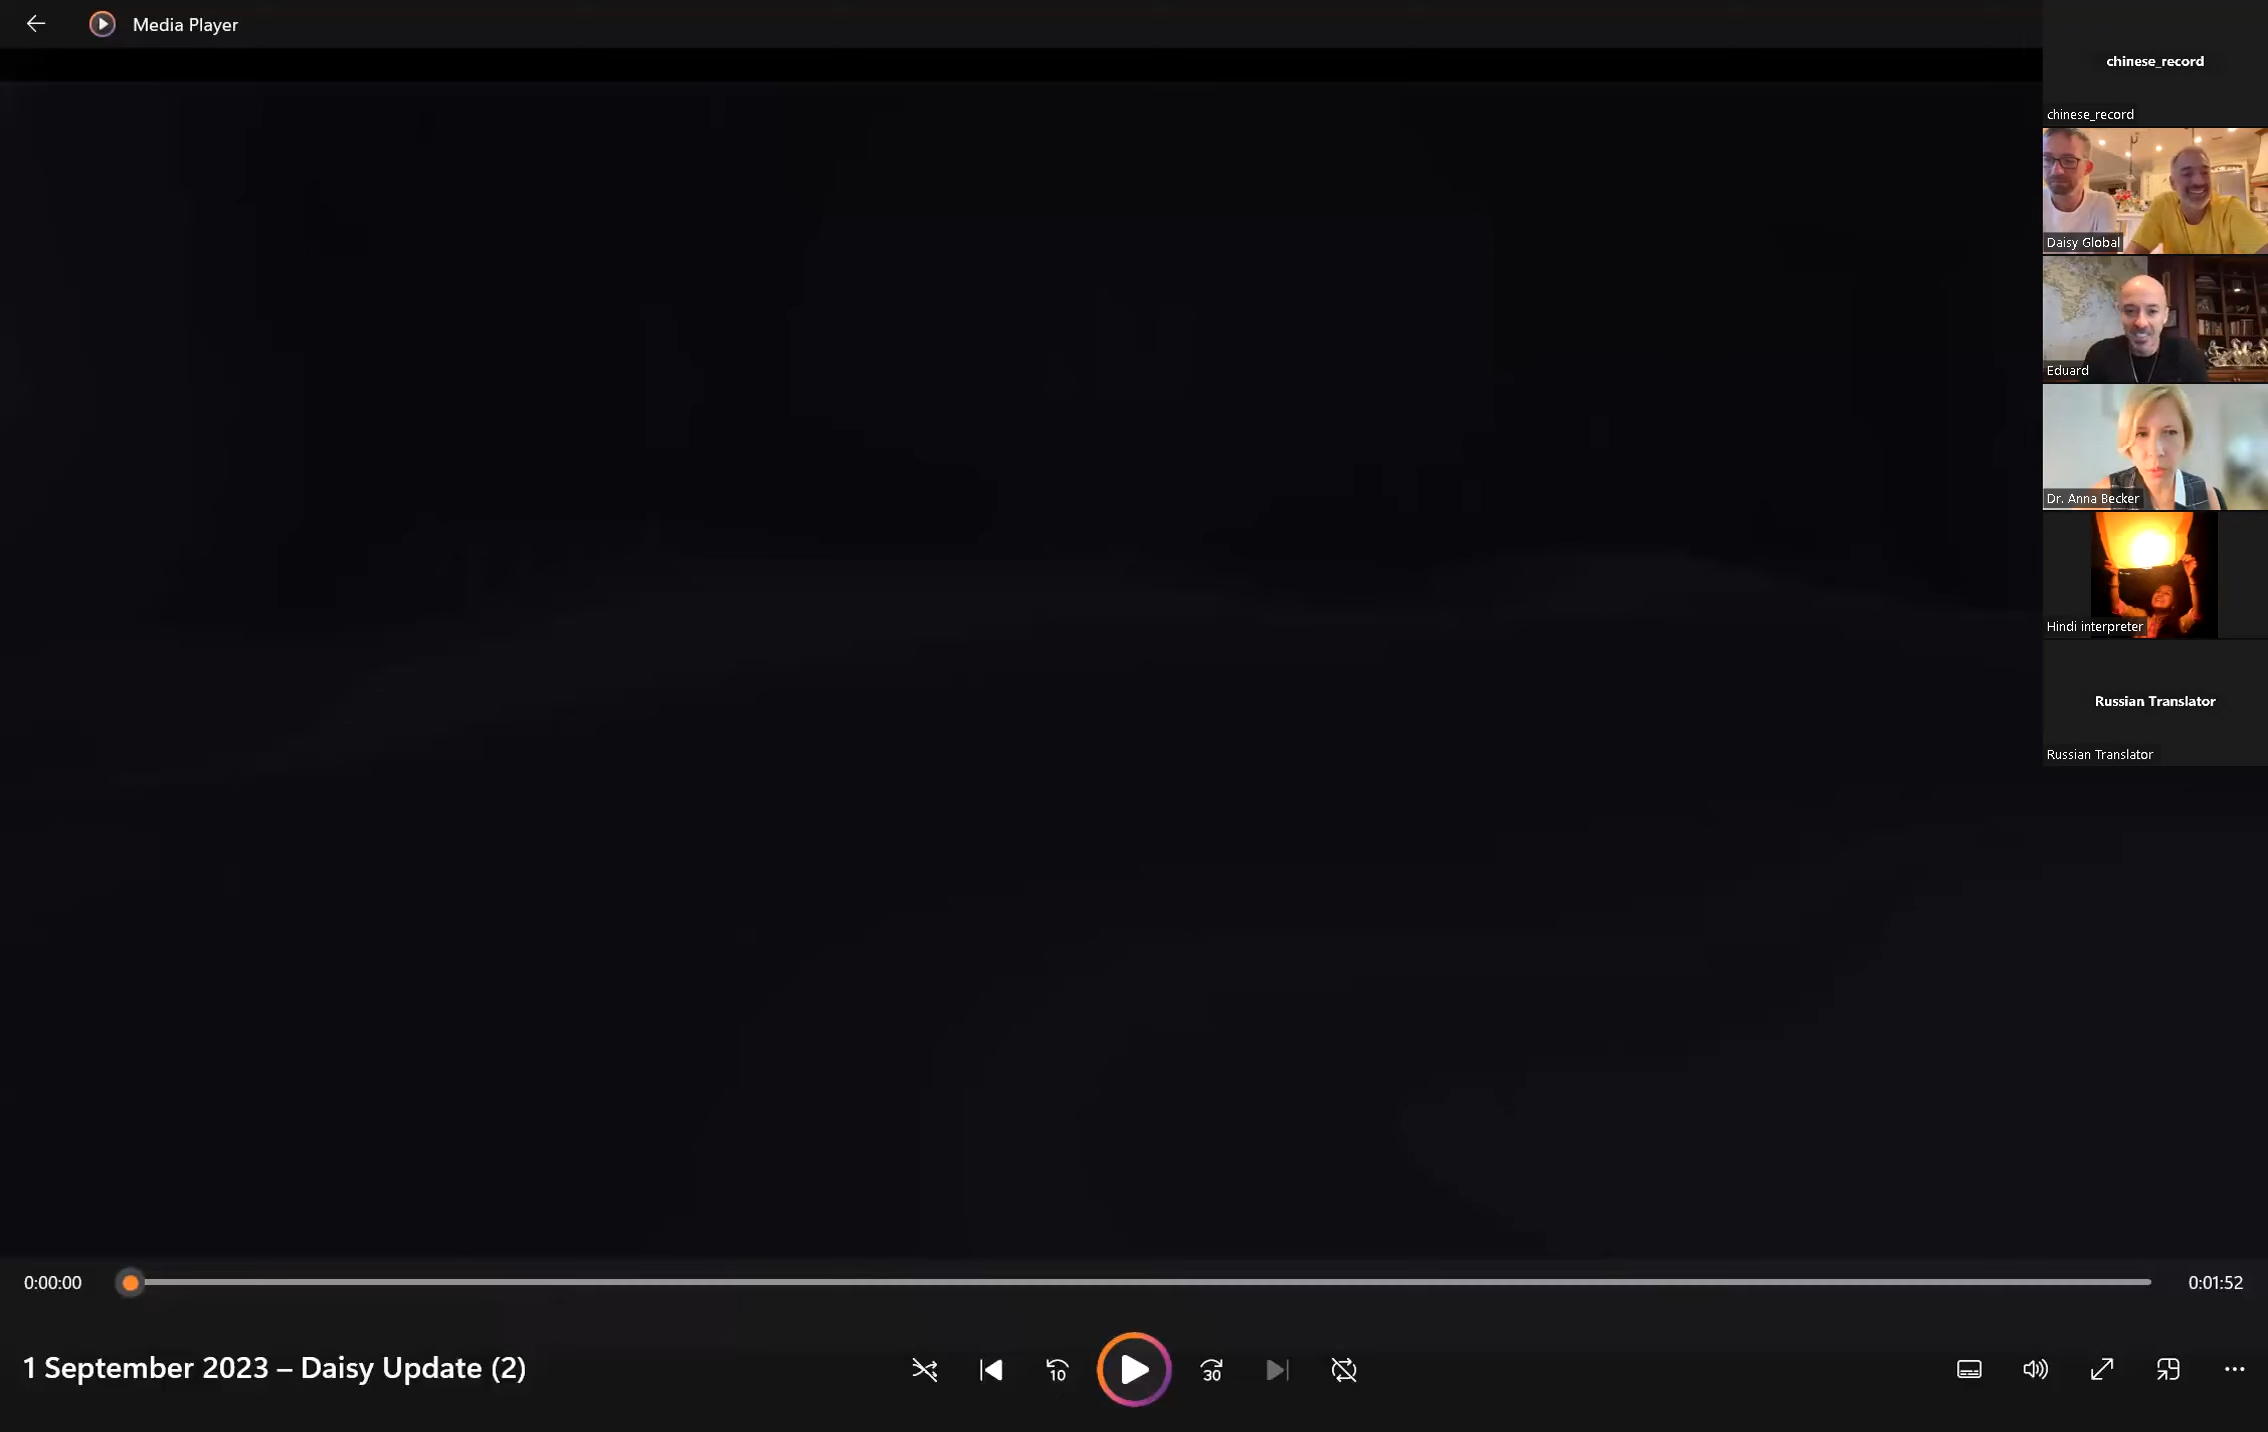 Media Player
chinese_record
chinese_record
Daisy Global
Eduard
Dr. Anna Becker
Hindi interpreter
Russian Translator
Russian Translator
0:00:00
0:01:52
1 September 2023 – Daisy Update (2)
10
30